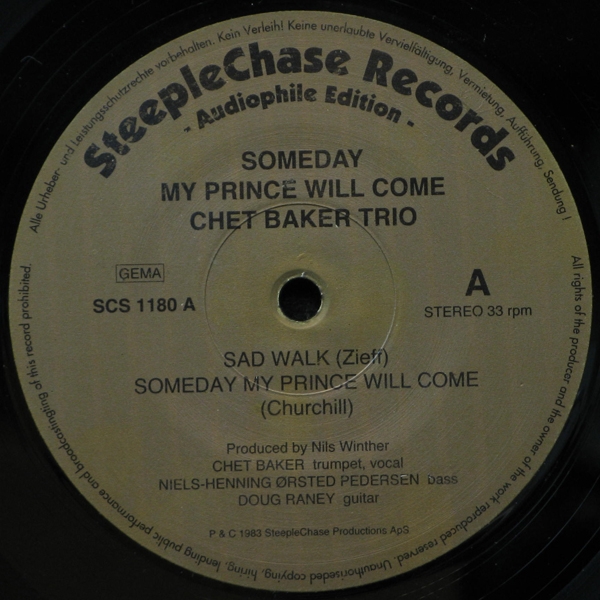 Alle Urheber- und Leistungsschutzrechte vorbehalten. Kein Verleih! Keine unerlaubte Vervielfältigung, Vermietung, Aufführung, Sendung!
SteepleChase Records
- Audiophile Edition -
SOMEDAY
MY PRINCE WILL COME
CHET BAKER TRIO
GEMA
SCS 1180 A
A
STEREO 33 rpm
SAD WALK (Zieff)
SOMEDAY MY PRINCE WILL COME
(Churchill)
Produced by Nils Winther
CHET BAKER trumpet, vocal
NIELS-HENNING ØRSTED PEDERSEN bass
DOUG RANEY guitar
P & C 1983 SteepleChase Productions ApS
All rights of the producer and the owner of the work reproduced reserved. Unauthorised copying, hiring, lending public performance and broadcasting of this record prohibited.